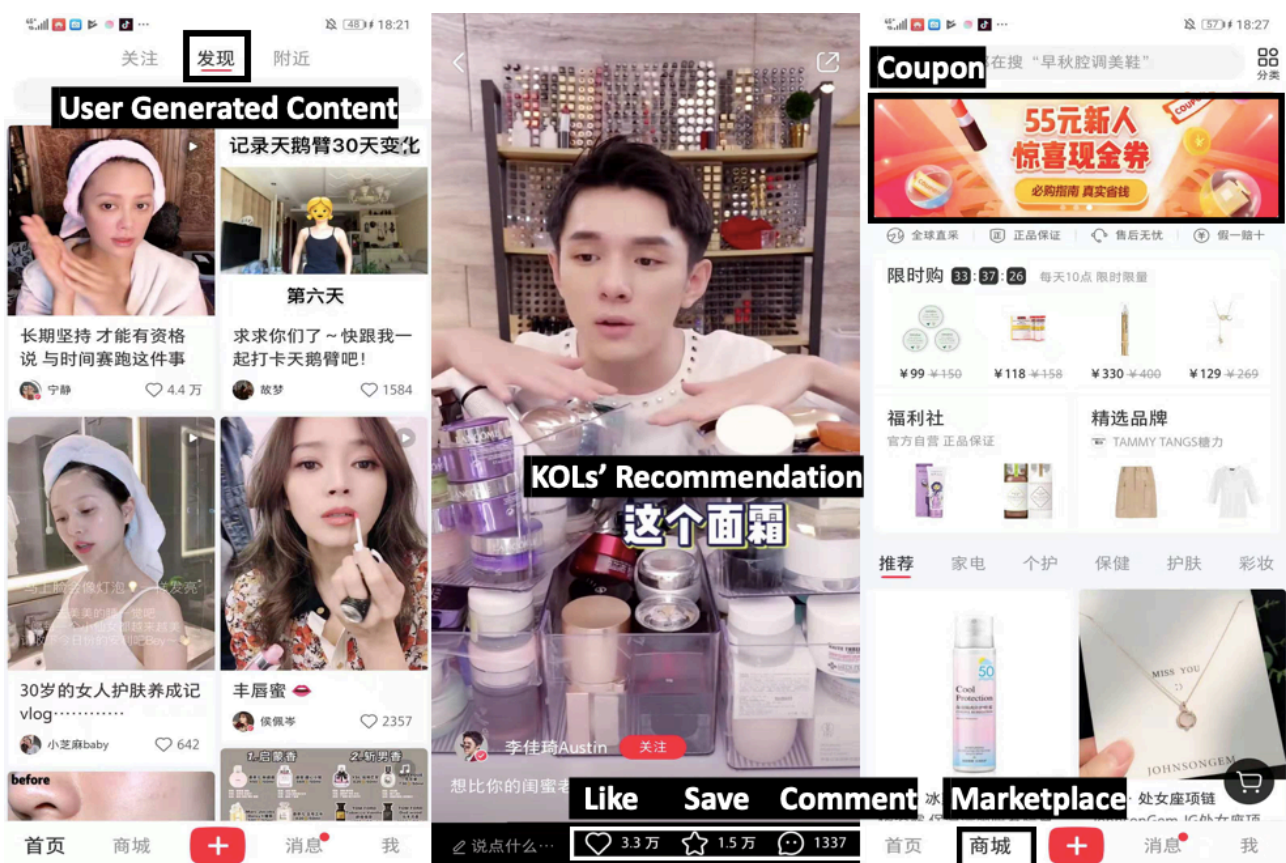 48 18:21
关注 发现 附近
User Generated Content
记录天鹅臂30天变化
第六天
长期坚持 才能有资格
说 与时间赛跑这件事
宁静 4.4 万
求求你们了～快跟我一
起打卡天鹅臂吧！
故梦 1584
30岁的女人护肤养成记
vlog…………
小芝麻baby 642
丰唇蜜
侯佩岑 2357
before
1.启蒙香 2.斩男香
首页 商城 消息 我
KOLs’ Recommendation
这个面霜
李佳琦Austin 关注
想比你的闺蜜老
Like Save Comment
说点什么… 3.3 万 1.5 万 1337
57 18:27
Coupon
在搜 “早秋腔调美鞋”
分类
COUPON
55元新人
惊喜现金券
必购指南 真实省钱
全球直采 正品保证 售后无忧 假一赔十
限时购 33:37:26 每天10点 限时限量
¥99 ¥150 ¥118 ¥158 ¥330 ¥400 ¥129 ¥269
福利社
官方自营 正品保证
精选品牌
TAMMY TANGS糖力
推荐 家电 个护 保健 护肤 彩妆
50
Cool
Protection
MISS YOU
:)
JOHNSONGEM
Marketplace
冰
处女座项链
首页 商城 消息 我